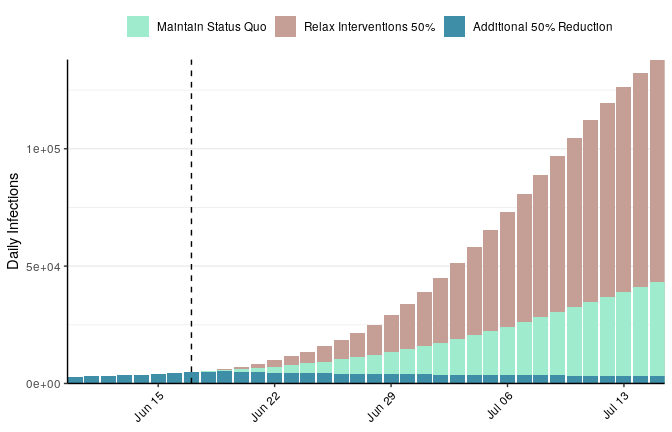 Maintain Status Quo Relax Interventions 50% Additional 50% Reduction
Daily Infections
1e+05
5e+04
0e+00
Jun 15 Jun 22 Jun 29 Jul 06 Jul 13